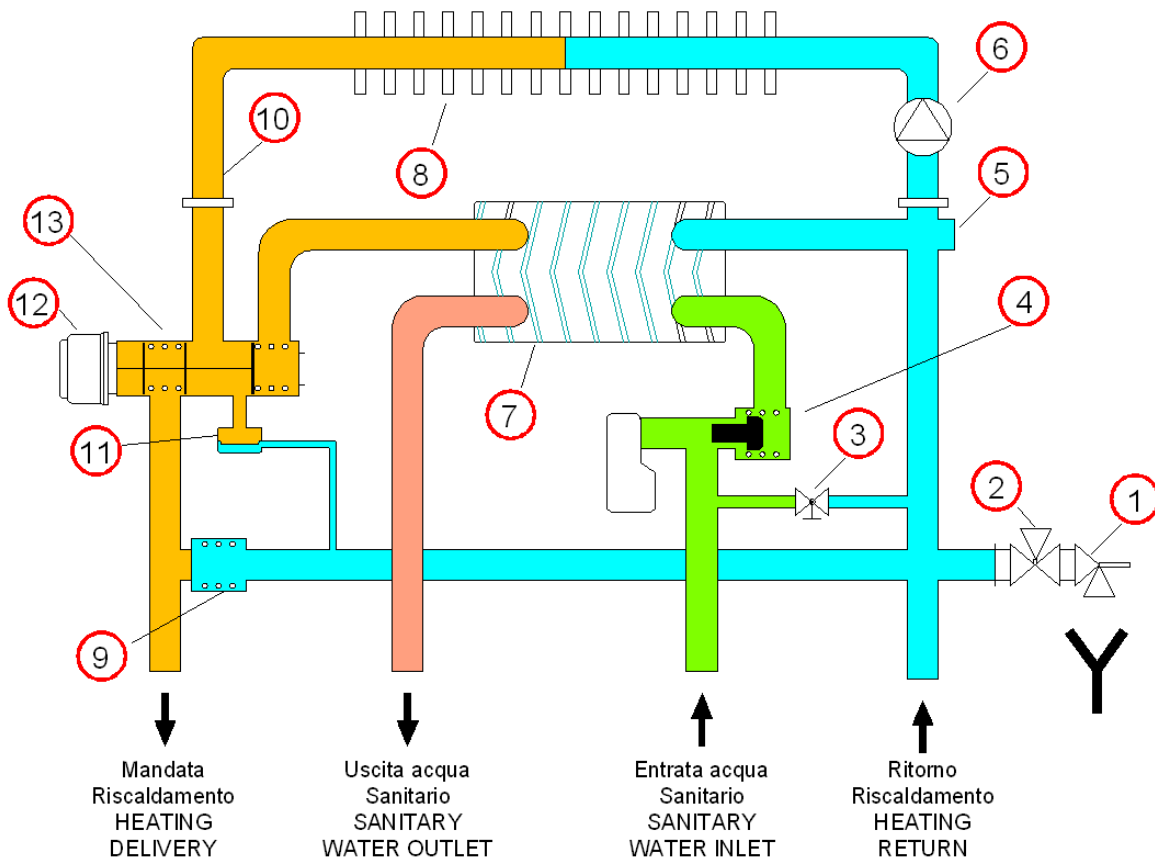 6
10
8
5
13
4
12
7
3
11
2
1
9
Mandata
Riscaldamento
HEATING
DELIVERY
Uscita acqua
Sanitario
SANITARY
WATER OUTLET
Entrata acqua
Sanitario
SANITARY
WATER INLET
Ritorno
Riscaldamento
HEATING
RETURN